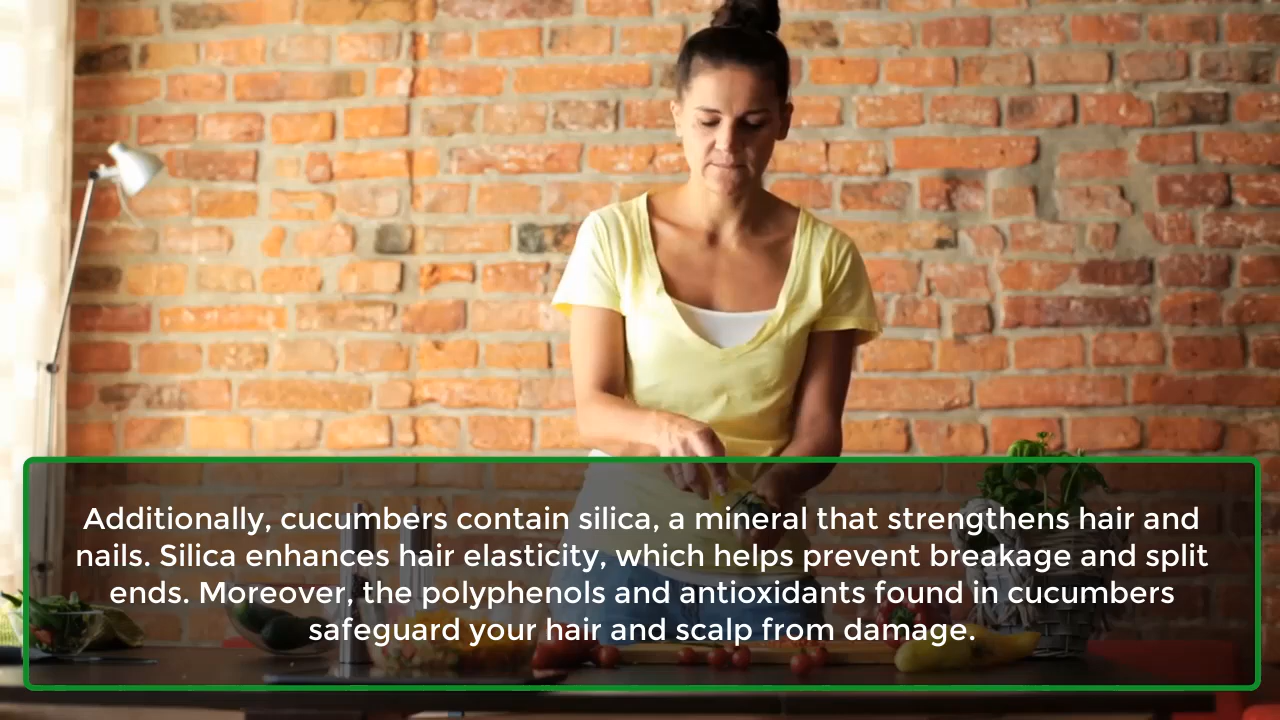 Additionally, cucumbers contain silica, a mineral that strengthens hair and
nails. Silica enhances hair elasticity, which helps prevent breakage and split
ends. Moreover, the polyphenols and antioxidants found in cucumbers
safeguard your hair and scalp from damage.